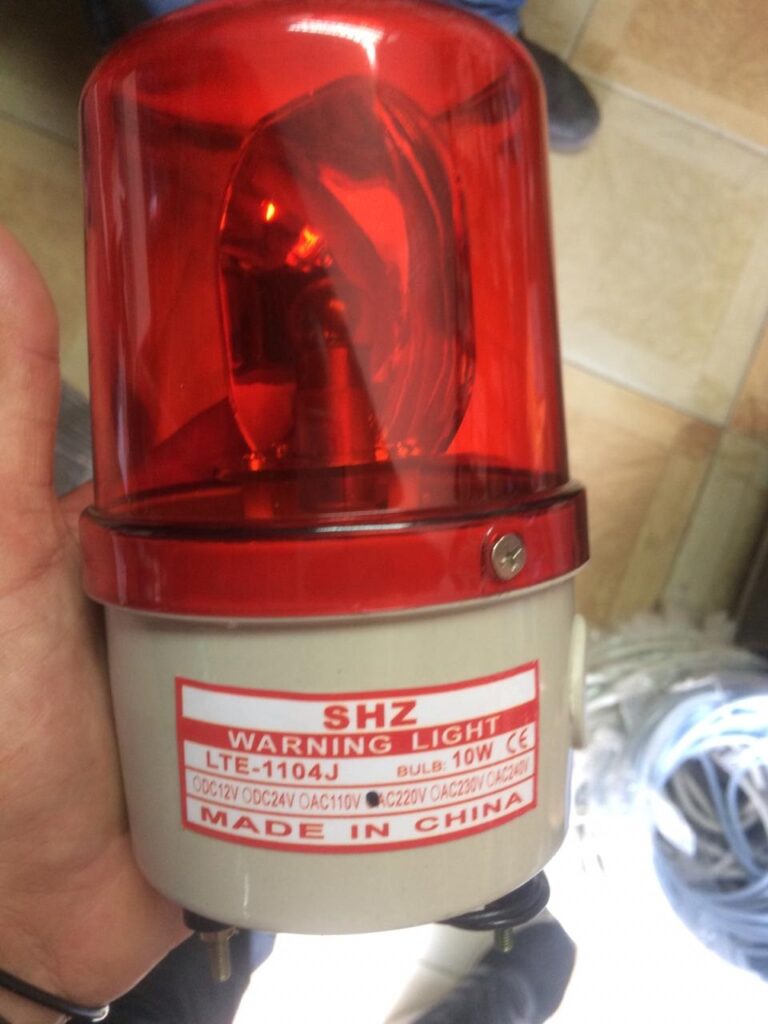 SHZ
WARNING LIGHT
LTE-1104J BULB: 10W CE
○DC12V ○DC24V ○AC110V ●AC220V ○AC230V ○AC240V
MADE IN CHINA